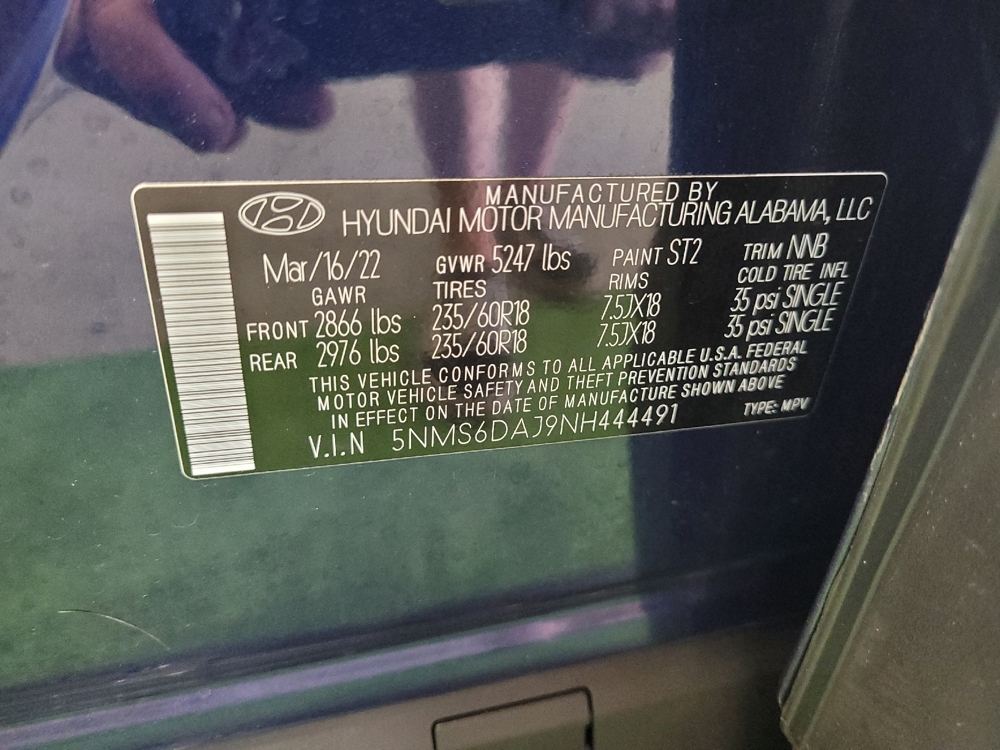 MANUFACTURED BY
HYUNDAI MOTOR MANUFACTURING ALABAMA, LLC
Mar/16/22 GVWR 5247 lbs PAINT ST2 TRIM NNB
GAWR TIRES RIMS COLD TIRE INFL
FRONT 2866 lbs 235/60R18 7.5JX18 35 psi SINGLE
REAR 2976 lbs 235/60R18 7.5JX18 35 psi SINGLE
THIS VEHICLE CONFORMS TO ALL APPLICABLE U.S.A. FEDERAL
MOTOR VEHICLE SAFETY AND THEFT PREVENTION STANDARDS
IN EFFECT ON THE DATE OF MANUFACTURE SHOWN ABOVE
V.I.N 5NMS6DAJ9NH444491 TYPE: MPV